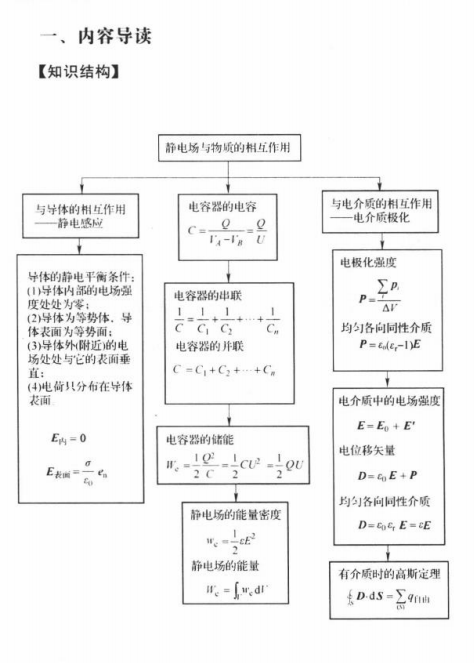 一、内容导读
【知识结构】
静电场与物质的相互作用
与导体的相互作用
——静电感应
导体的静电平衡条件：
(1)导体内部的电场强
度处处为零；
(2)导体为等势体，导
体表面为等势面；
(3)导体外(附近)的电
场处处与它的表面垂
直；
(4)电荷只分布在导体
表面
E内 = 0
E表面 = σ/ε₀ eₙ
电容器的电容
C = Q/(V_A−V_B) = Q/U
电容器的串联
1/C = 1/C₁ + 1/C₂ + ··· + 1/Cₙ
电容器的并联
C = C₁ + C₂ + ··· + Cₙ
电容器的储能
Wₑ = 1/2 Q²/C = 1/2 CU² = 1/2 QU
静电场的能量密度
wₑ = 1/2 εE²
静电场的能量
Wₑ = ∫_V wₑ dV
与电介质的相互作用
——电介质极化
电极化强度
P = ∑ᵢ pᵢ / ΔV
均匀各向同性介质
P = ε₀(εᵣ−1)E
电介质中的电场强度
E = E₀ + E'
电位移矢量
D = ε₀ E + P
均匀各向同性介质
D = ε₀ εᵣ E = εE
有介质时的高斯定理
∮_S D·dS = ∑_(S) q自由